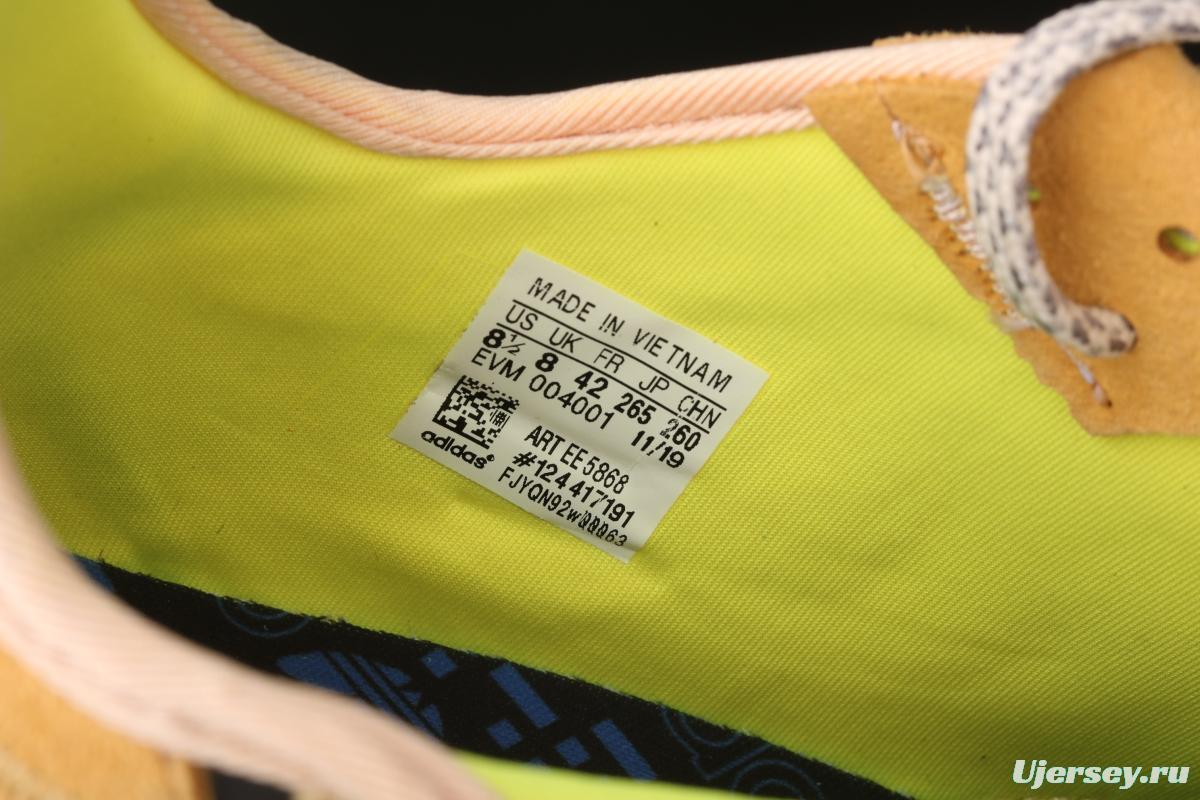 MADE IN VIETNAM
US UK FR JP CHN
8½ 8 42 265 260
EVM 004001 11/19
ART EE5868
#124417191
adidas®
Ujersey.ru